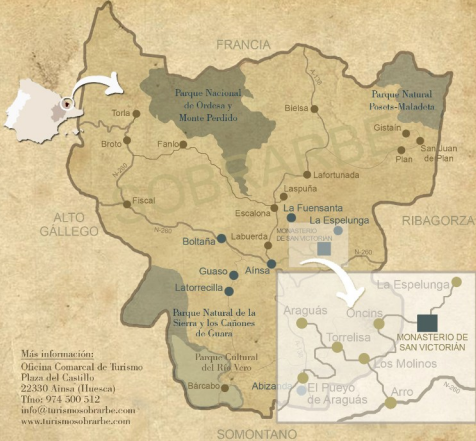 FRANCIA
Parque Nacional
de Ordesa y
Monte Perdido
Parque Natural
Posets-Maladeta
Torla
Bielsa
Gistaín
Broto
Fanlo
San Juan
de Plan
Plan
N-260
SOBRARBE
Lafortunada
Laspuña
Fiscal
Escalona
La Fuensanta
La Espelunga
ALTO
GÁLLEGO
RIBAGORZA
N-260
Boltaña
Labuerda
MONASTERIO
DE SAN VICTORIÁN
N-260
Guaso
Aínsa
Latorrecilla
La Espelunga
Parque Natural de la
Sierra y los Cañones
de Guara
Araguás
Oncins
Torrelisa
MONASTERIO DE
SAN VICTORIÁN
Los Molinos
Más información:
Oficina Comarcal de Turismo
Plaza del Castillo
22330 Aínsa (Huesca)
Tfno: 974 500 512
info@turismosobrarbe.com
www.turismosobrarbe.com
Parque Cultural
del Río Vero
Bárcabo
Abizanda
El Pueyo
de Araguás
Arro
N-260
SOMONTANO